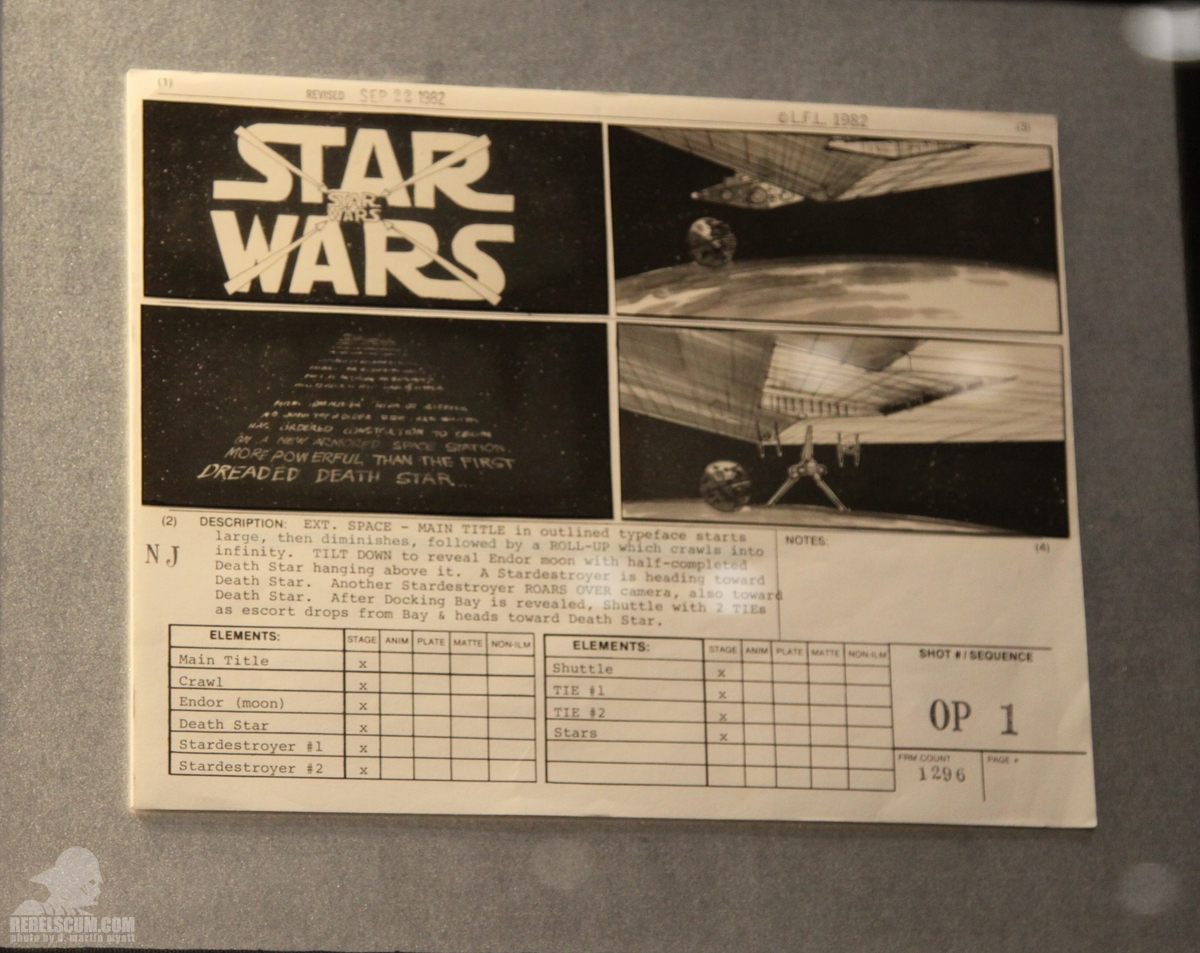 (1)
REVISED SEP 22 1982
©L.F.L. 1982
(3)
STAR
WARS
STAR
WARS
HAS ORDERED CONSTRUCTION TO BEGIN
ON A NEW ARMORED SPACE STATION
MORE POWERFUL THAN THE FIRST
DREADED DEATH STAR...
(2)
(4)
NJ
DESCRIPTION: EXT. SPACE - MAIN TITLE in outlined typeface starts
large, then diminishes, followed by a ROLL-UP which crawls into
infinity. TILT DOWN to reveal Endor moon with half-completed
Death Star hanging above it. A Stardestroyer is heading toward
Death Star. Another Stardestroyer ROARS OVER camera, also toward
Death Star. After Docking Bay is revealed, Shuttle with 2 TIEs
as escort drops from Bay & heads toward Death Star.
NOTES:
ELEMENTS: STAGE ANIM PLATE MATTE NON-ILM
Main Title x
Crawl x
Endor (moon) x
Death Star x
Stardestroyer #1 x
Stardestroyer #2 x
ELEMENTS: STAGE ANIM PLATE MATTE NON-ILM
Shuttle x
TIE #1 x
TIE #2 x
Stars x
SHOT # / SEQUENCE
OP 1
FRM COUNT
1296
PAGE #
REBELSCUM.COM
photo by d. martin myatt